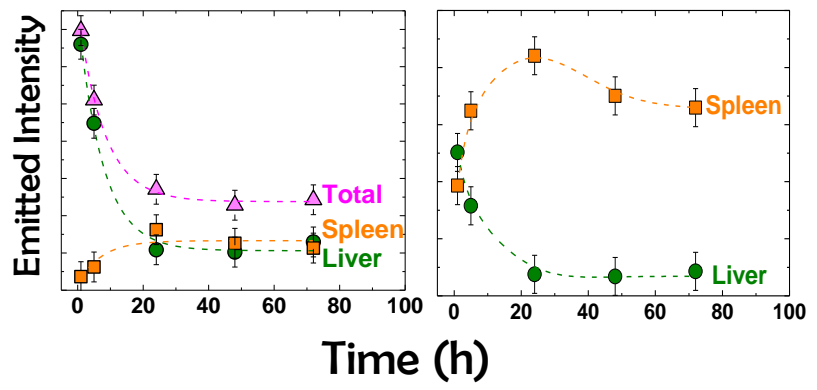 Emitted Intensity
Total
Spleen
Liver
0 20 40 60 80 100
Spleen
Liver
0 20 40 60 80 100
Time (h)